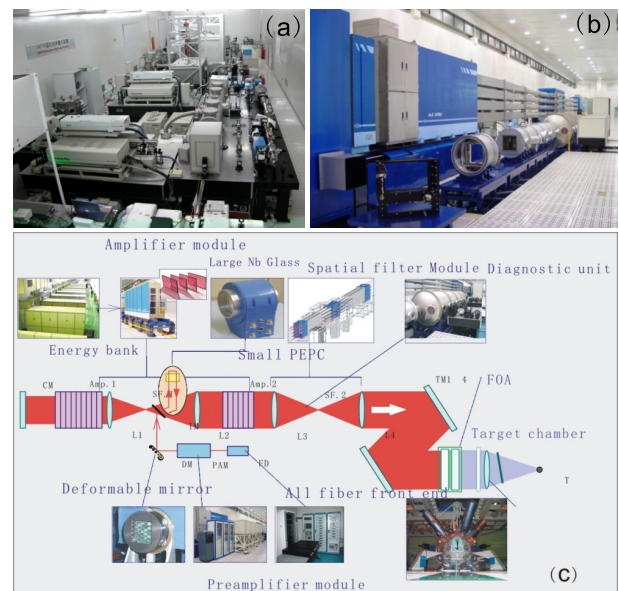 (a)
(b)
Amplifier module
Large Nb Glass
Spatial filter Module
Diagnostic unit
Energy bank
Small PEPC
CM
Amp.1
SF.1
Amp.2
SF.2
TM1 4
FOA
L1
L2
L3
L4
Target chamber
T
DM
PAM
FD
Deformable mirror
All fiber front end
Preamplifier module
(c)